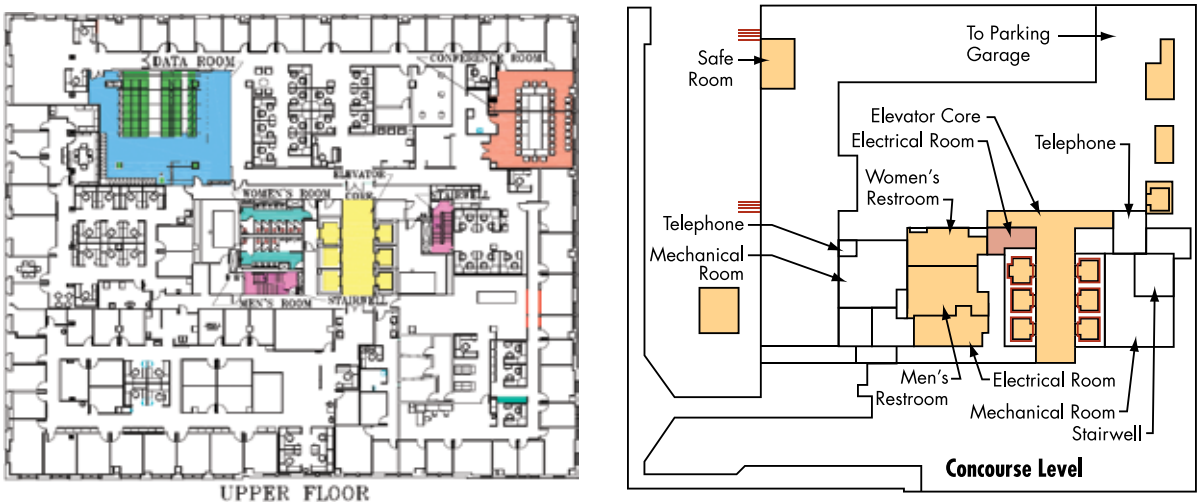 DATA ROOM
CONFERENCE ROOM
ELEVATOR
CORE
WOMEN'S ROOM
STAIRWELL
MEN'S ROOM
STAIRWELL
UPPER FLOOR
Safe
Room
To Parking
Garage
Elevator Core
Electrical Room
Telephone
Women's
Restroom
Telephone
Mechanical
Room
Men's
Restroom
Electrical Room
Mechanical Room
Stairwell
Concourse Level